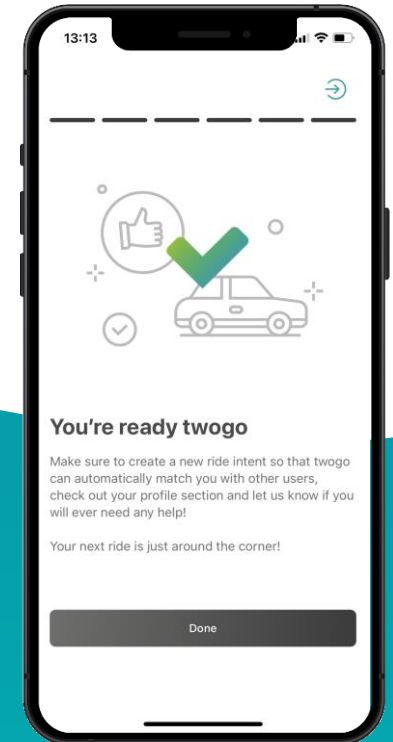 13:13
You're ready twogo
Make sure to create a new ride intent so that twogo
can automatically match you with other users,
check out your profile section and let us know if you
will ever need any help!
Your next ride is just around the corner!
Done